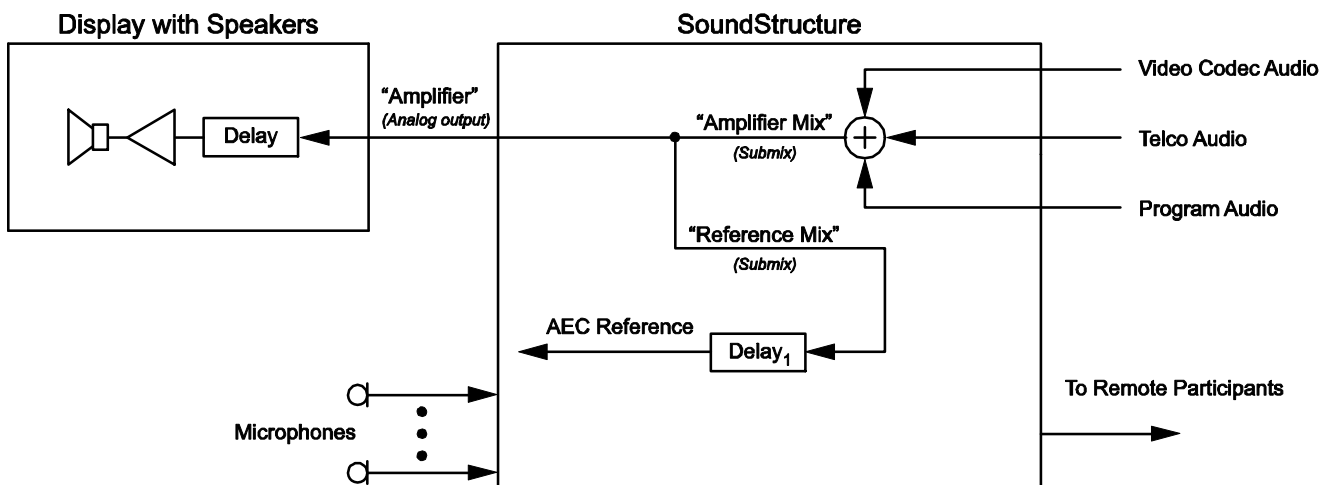 Display with Speakers
SoundStructure
Video Codec Audio
“Amplifier”
(Analog output)
“Amplifier Mix”
(Submix)
+
Delay
Telco Audio
Program Audio
“Reference Mix”
(Submix)
AEC Reference
Delay1
To Remote Participants
Microphones